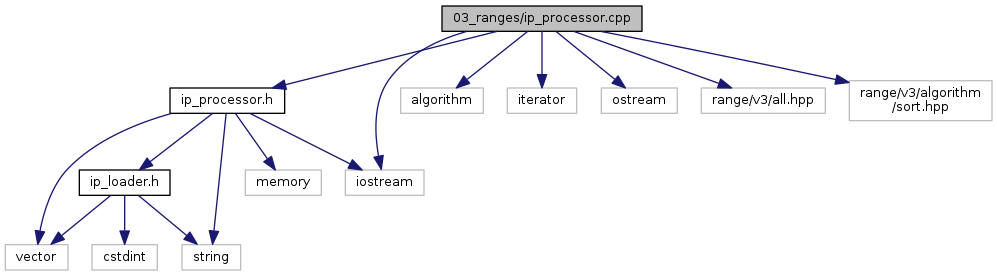 03_ranges/ip_processor.cpp
ip_processor.h
algorithm
iterator
ostream
range/v3/all.hpp
range/v3/algorithm
/sort.hpp
ip_loader.h
memory
iostream
vector
cstdint
string